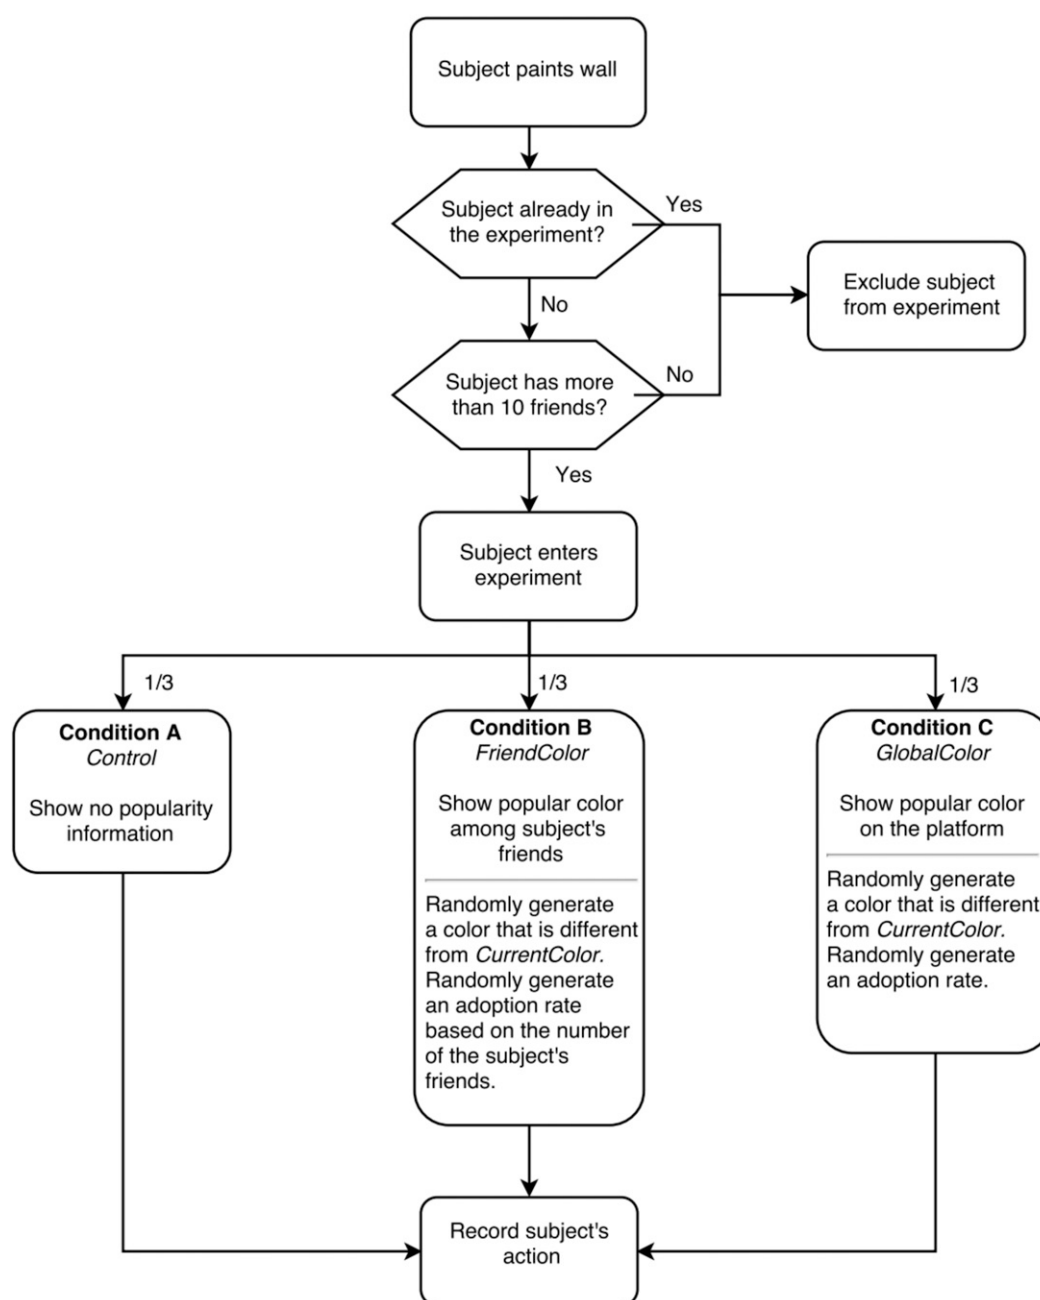 Subject paints wall
Subject already in
the experiment?
Yes
Exclude subject
from experiment
No
Subject has more
than 10 friends?
No
Yes
Subject enters
experiment
1/3
1/3
1/3
Condition A
Control
Show no popularity
information
Condition B
FriendColor
Show popular color
among subject's
friends
Randomly generate
a color that is different
from CurrentColor.
Randomly generate
an adoption rate
based on the number
of the subject's
friends.
Condition C
GlobalColor
Show popular color
on the platform
Randomly generate
a color that is different
from CurrentColor.
Randomly generate
an adoption rate.
Record subject's
action